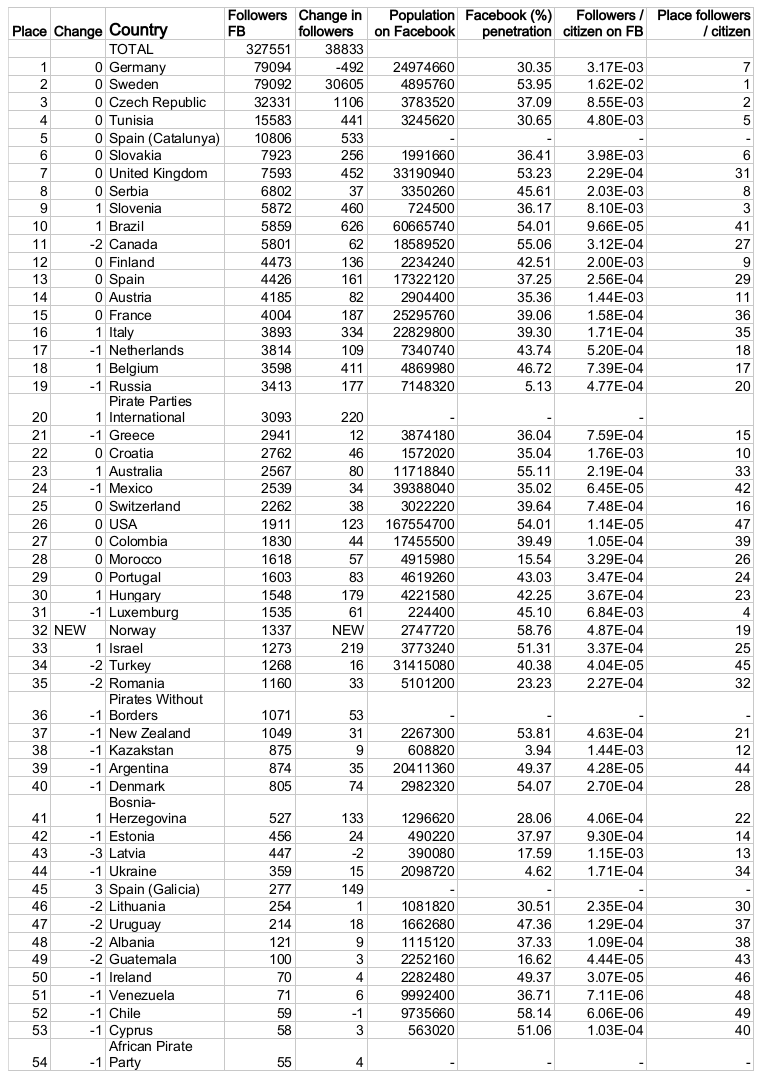 Place Change Country Followers FB Change in followers Population on Facebook Facebook (%) penetration Followers / citizen on FB Place followers / citizen
TOTAL 327551 38833
1 0 Germany 79094 -492 24974660 30.35 3.17E-03 7
2 0 Sweden 79092 30605 4895760 53.95 1.62E-02 1
3 0 Czech Republic 32331 1106 3783520 37.09 8.55E-03 2
4 0 Tunisia 15583 441 3245620 30.65 4.80E-03 5
5 0 Spain (Catalunya) 10806 533 - - - -
6 0 Slovakia 7923 256 1991660 36.41 3.98E-03 6
7 0 United Kingdom 7593 452 33190940 53.23 2.29E-04 31
8 0 Serbia 6802 37 3350260 45.61 2.03E-03 8
9 1 Slovenia 5872 460 724500 36.17 8.10E-03 3
10 1 Brazil 5859 626 60665740 54.01 9.66E-05 41
11 -2 Canada 5801 62 18589520 55.06 3.12E-04 27
12 0 Finland 4473 136 2234240 42.51 2.00E-03 9
13 0 Spain 4426 161 17322120 37.25 2.56E-04 29
14 0 Austria 4185 82 2904400 35.36 1.44E-03 11
15 0 France 4004 187 25295760 39.06 1.58E-04 36
16 1 Italy 3893 334 22829800 39.30 1.71E-04 35
17 -1 Netherlands 3814 109 7340740 43.74 5.20E-04 18
18 1 Belgium 3598 411 4869980 46.72 7.39E-04 17
19 -1 Russia 3413 177 7148320 5.13 4.77E-04 20
Pirate Parties
20 1 International 3093 220 - - -
21 -1 Greece 2941 12 3874180 36.04 7.59E-04 15
22 0 Croatia 2762 46 1572020 35.04 1.76E-03 10
23 1 Australia 2567 80 11718840 55.11 2.19E-04 33
24 -1 Mexico 2539 34 39388040 35.02 6.45E-05 42
25 0 Switzerland 2262 38 3022220 39.64 7.48E-04 16
26 0 USA 1911 123 167554700 54.01 1.14E-05 47
27 0 Colombia 1830 44 17455500 39.49 1.05E-04 39
28 0 Morocco 1618 57 4915980 15.54 3.29E-04 26
29 0 Portugal 1603 83 4619260 43.03 3.47E-04 24
30 1 Hungary 1548 179 4221580 42.25 3.67E-04 23
31 -1 Luxemburg 1535 61 224400 45.10 6.84E-03 4
32 NEW Norway 1337 NEW 2747720 58.76 4.87E-04 19
33 1 Israel 1273 219 3773240 51.31 3.37E-04 25
34 -2 Turkey 1268 16 31415080 40.38 4.04E-05 45
35 -2 Romania 1160 33 5101200 23.23 2.27E-04 32
Pirates Without
36 -1 Borders 1071 53 - - - -
37 -1 New Zealand 1049 31 2267300 53.81 4.63E-04 21
38 -1 Kazakstan 875 9 608820 3.94 1.44E-03 12
39 -1 Argentina 874 35 20411360 49.37 4.28E-05 44
40 -1 Denmark 805 74 2982320 54.07 2.70E-04 28
Bosnia-
41 1 Herzegovina 527 133 1296620 28.06 4.06E-04 22
42 -1 Estonia 456 24 490220 37.97 9.30E-04 14
43 -3 Latvia 447 -2 390080 17.59 1.15E-03 13
44 -1 Ukraine 359 15 2098720 4.62 1.71E-04 34
45 3 Spain (Galicia) 277 149 - - - -
46 -2 Lithuania 254 1 1081820 30.51 2.35E-04 30
47 -2 Uruguay 214 18 1662680 47.36 1.29E-04 37
48 -2 Albania 121 9 1115120 37.33 1.09E-04 38
49 -2 Guatemala 100 3 2252160 16.62 4.44E-05 43
50 -1 Ireland 70 4 2282480 49.37 3.07E-05 46
51 -1 Venezuela 71 6 9992400 36.71 7.11E-06 48
52 -1 Chile 59 -1 9735660 58.14 6.06E-06 49
53 -1 Cyprus 58 3 563020 51.06 1.03E-04 40
African Pirate
54 -1 Party 55 4 - - - -